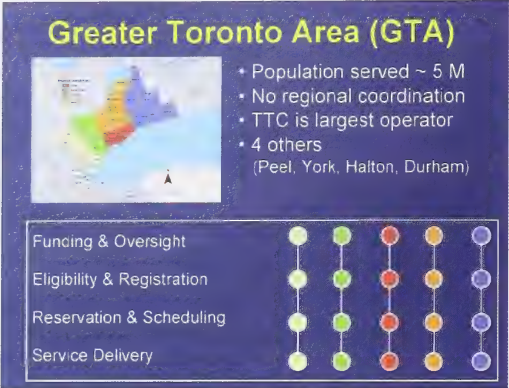 Greater Toronto Area (GTA)
• Population served ~ 5 M
• No regional coordination
• TTC is largest operator
• 4 others
(Peel, York, Halton, Durham)
Funding & Oversight
Eligibility & Registration
Reservation & Scheduling
Service Delivery